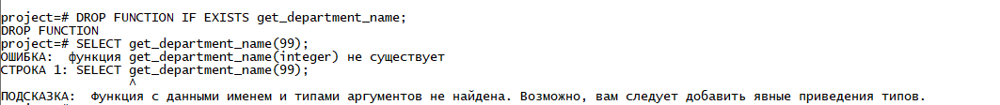 project=# DROP FUNCTION IF EXISTS get_department_name;
DROP FUNCTION
project=# SELECT get_department_name(99);
ОШИБКА:  функция get_department_name(integer) не существует
СТРОКА 1: SELECT get_department_name(99);
                 ^
ПОДСКАЗКА:  Функция с данными именем и типами аргументов не найдена. Возможно, вам следует добавить явные приведения типов.